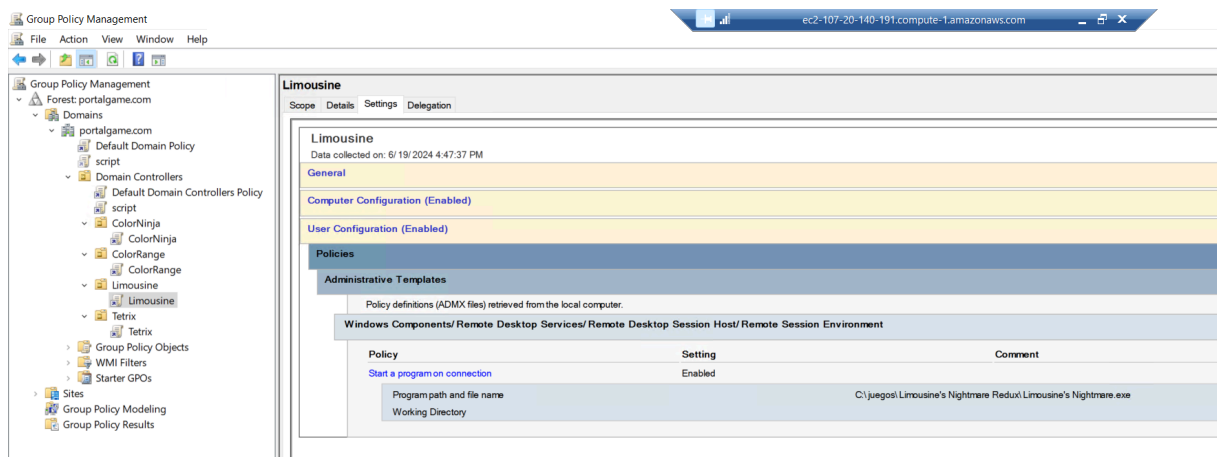 Group Policy Management
ec2-107-20-140-191.compute-1.amazonaws.com
File Action View Window Help
Group Policy Management
Forest: portalgame.com
Domains
portalgame.com
Default Domain Policy
script
Domain Controllers
Default Domain Controllers Policy
script
ColorNinja
ColorNinja
ColorRange
ColorRange
Limousine
Limousine
Tetrix
Tetrix
Group Policy Objects
WMI Filters
Starter GPOs
Sites
Group Policy Modeling
Group Policy Results
Limousine
Scope Details Settings Delegation
Limousine
Data collected on: 6/19/2024 4:47:37 PM
General
Computer Configuration (Enabled)
User Configuration (Enabled)
Policies
Administrative Templates
Policy definitions (ADMX files) retrieved from the local computer.
Windows Components/Remote Desktop Services/Remote Desktop Session Host/Remote Session Environment
Policy Setting Comment
Start a program on connection Enabled
Program path and file name C:\juegos\Limousine's Nightmare Redux\Limousine's Nightmare.exe
Working Directory